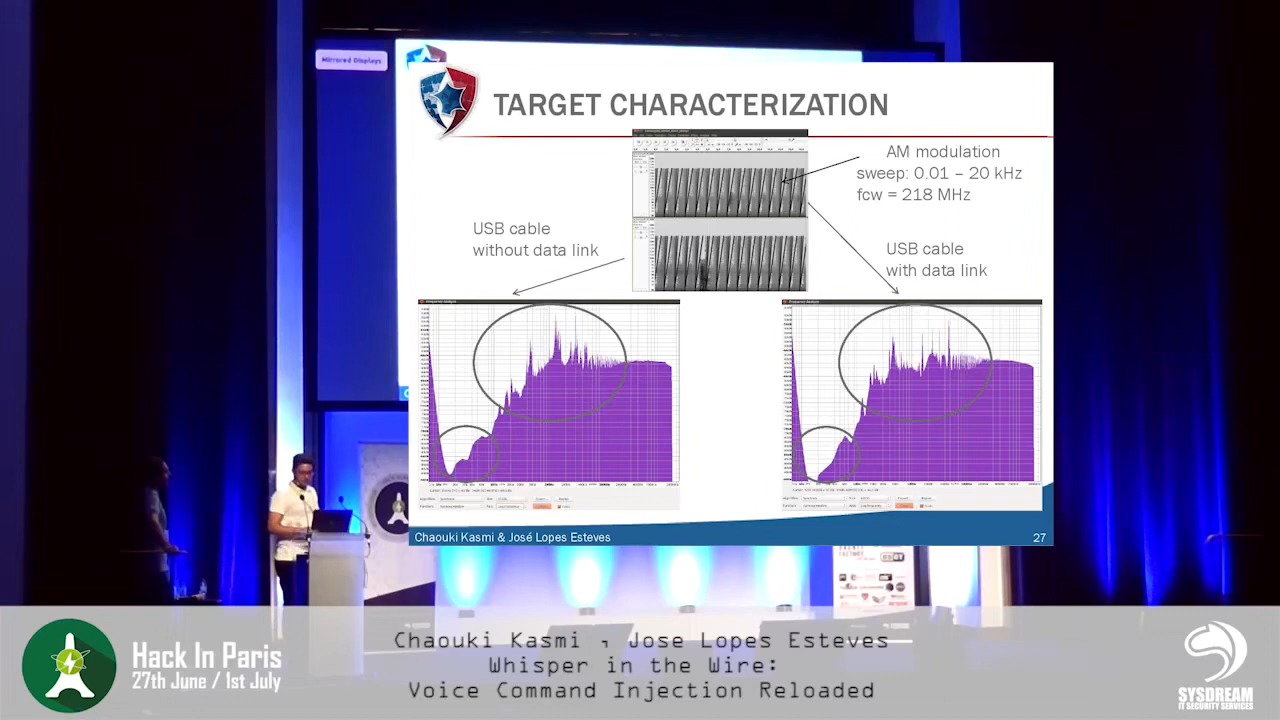 Mirrored Displays
TARGET CHARACTERIZATION
AM modulation
sweep: 0.01 – 20 kHz
fcw = 218 MHz
USB cable
without data link
USB cable
with data link
Chaouki Kasmi & José Lopes Esteves
27
Hack In Paris
27th June / 1st July
Chaouki Kasmi , Jose Lopes Esteves
Whisper in the Wire:
Voice Command Injection Reloaded
SYSDREAM
IT SECURITY SERVICES